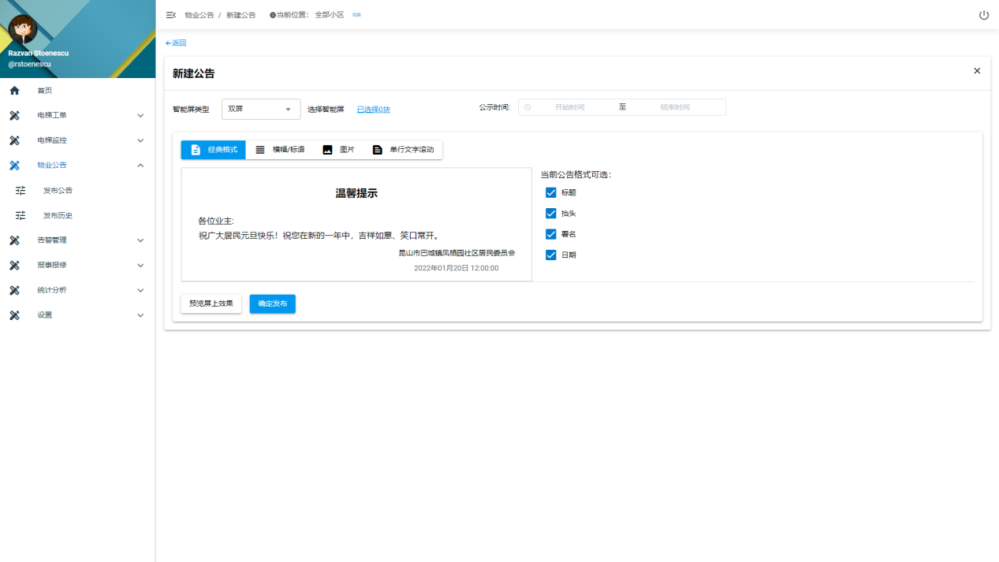 Razvan Stoenescu
@rstoenescu
首页
电梯工单
电梯监控
物业公告
发布公告
发布历史
告警管理
报事报修
统计分析
设置
物业公告 / 新建公告 当前位置: 全部小区 切换
返回
新建公告
智能屏类型 双屏 选择智能屏 已选择0块 公示时间: 开始时间 至 结束时间
经典格式 横幅/标语 图片 单行文字滚动
温馨提示
各位业主:
祝广大居民元旦快乐！祝您在新的一年中，吉祥如意、笑口常开。
昆山市巴城镇凤栖园社区居民委员会
2022年01月20日 12:00:00
当前公告格式可选:
标题
抬头
署名
日期
预览屏上效果 确定发布